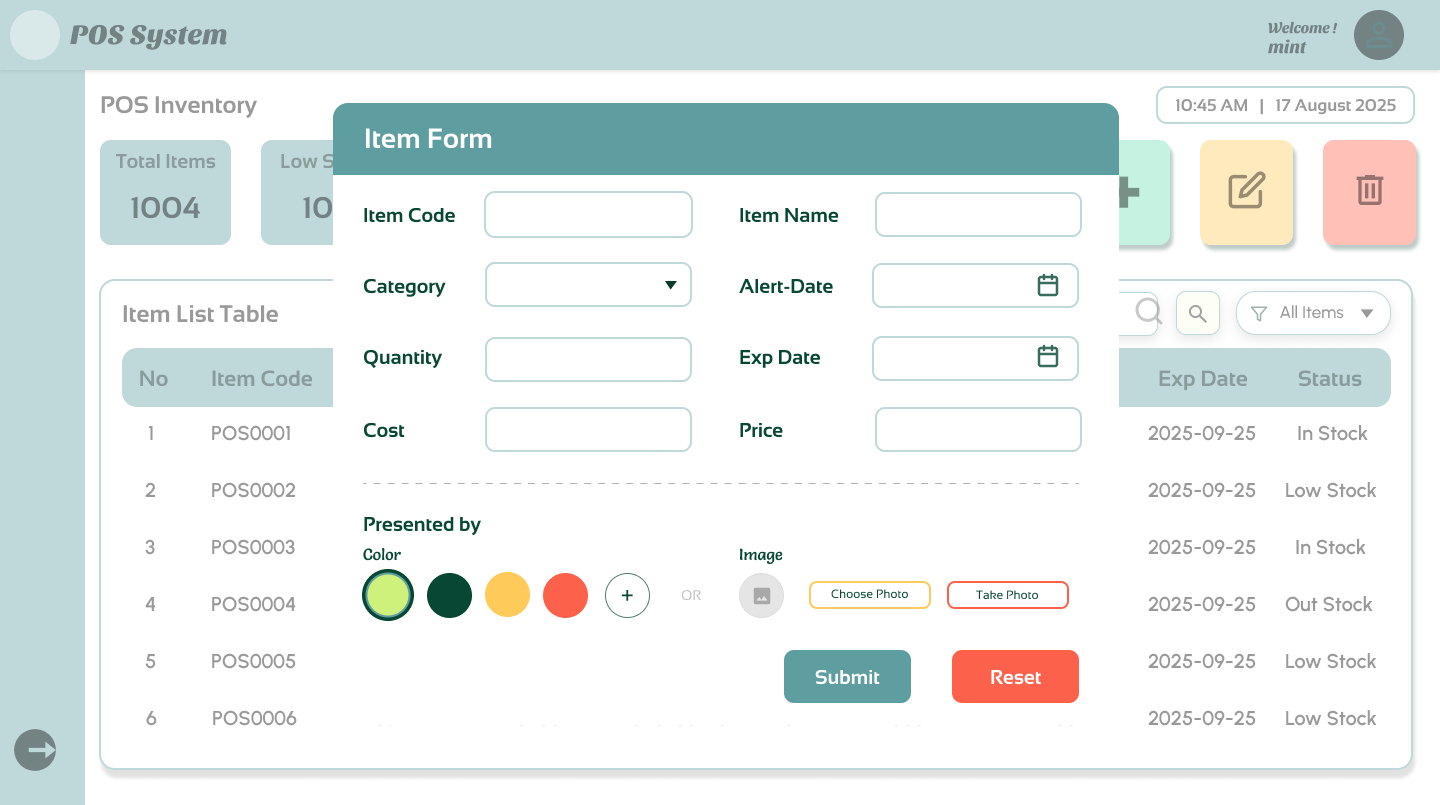 POS System
Welcome !
mint
POS Inventory
10:45 AM | 17 August 2025
Total Items
1004
Low S
10
Item Form
Item Code
Item Name
Category
Alert-Date
Quantity
Exp Date
Cost
Price
Presented by
Color
Image
+
OR
Choose Photo
Take Photo
Submit
Reset
Item List Table
All Items
No Item Code Exp Date Status
1 POS0001 2025-09-25 In Stock
2 POS0002 2025-09-25 Low Stock
3 POS0003 2025-09-25 In Stock
4 POS0004 2025-09-25 Out Stock
5 POS0005 2025-09-25 Low Stock
6 POS0006 2025-09-25 Low Stock